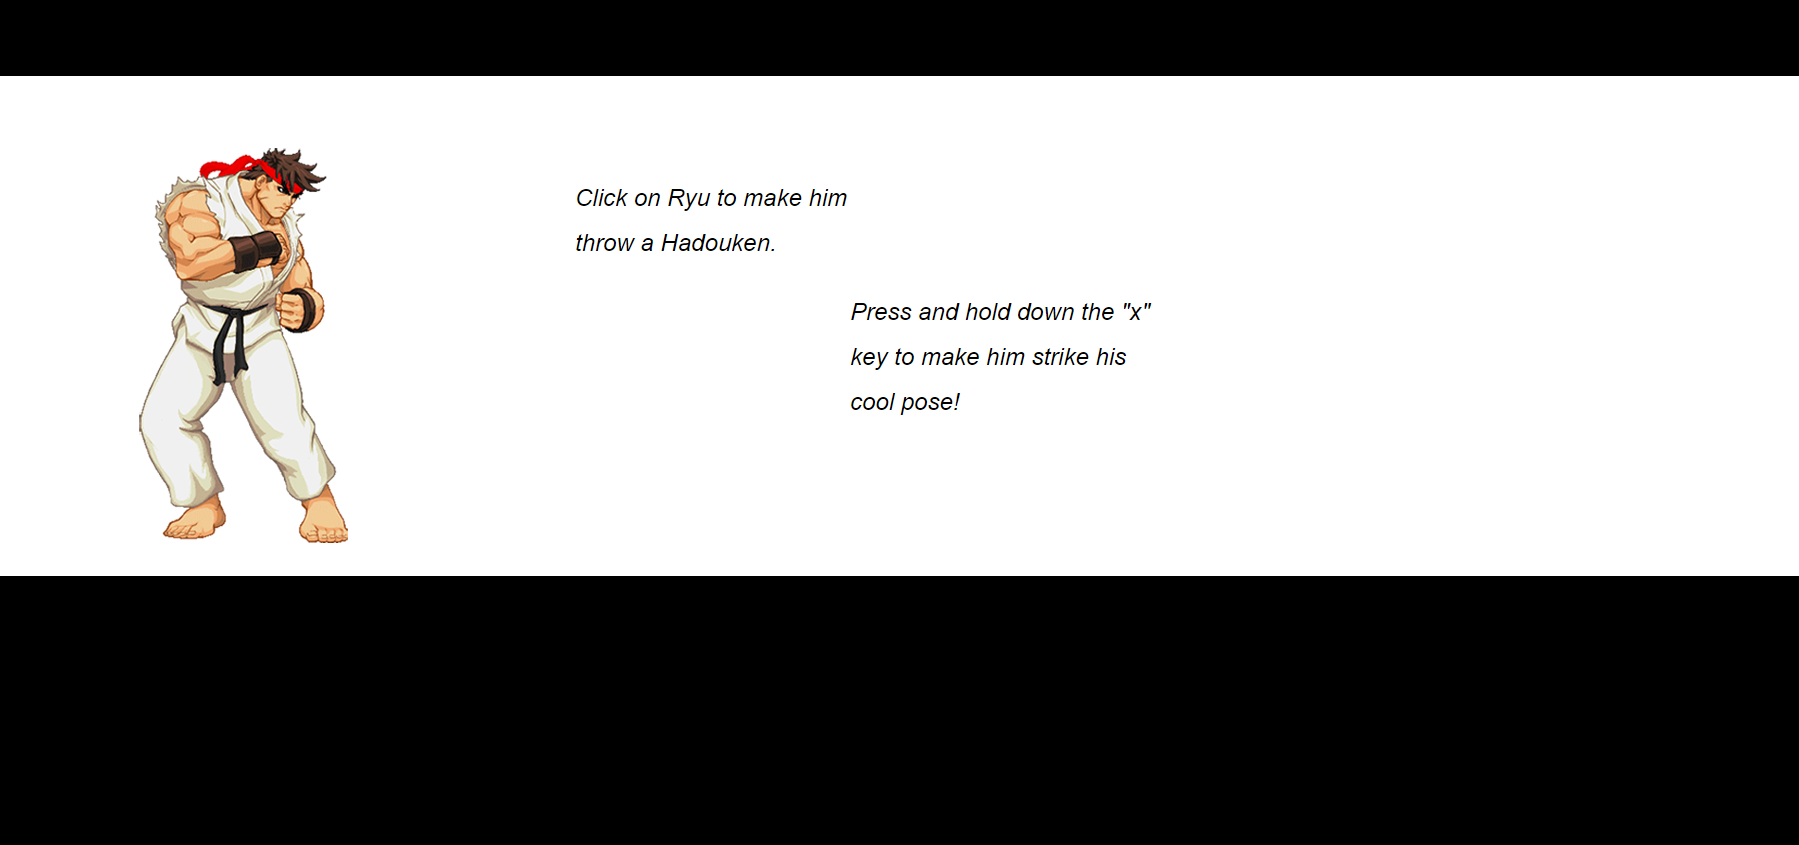 Click on Ryu to make him
throw a Hadouken.
Press and hold down the "x"
key to make him strike his
cool pose!